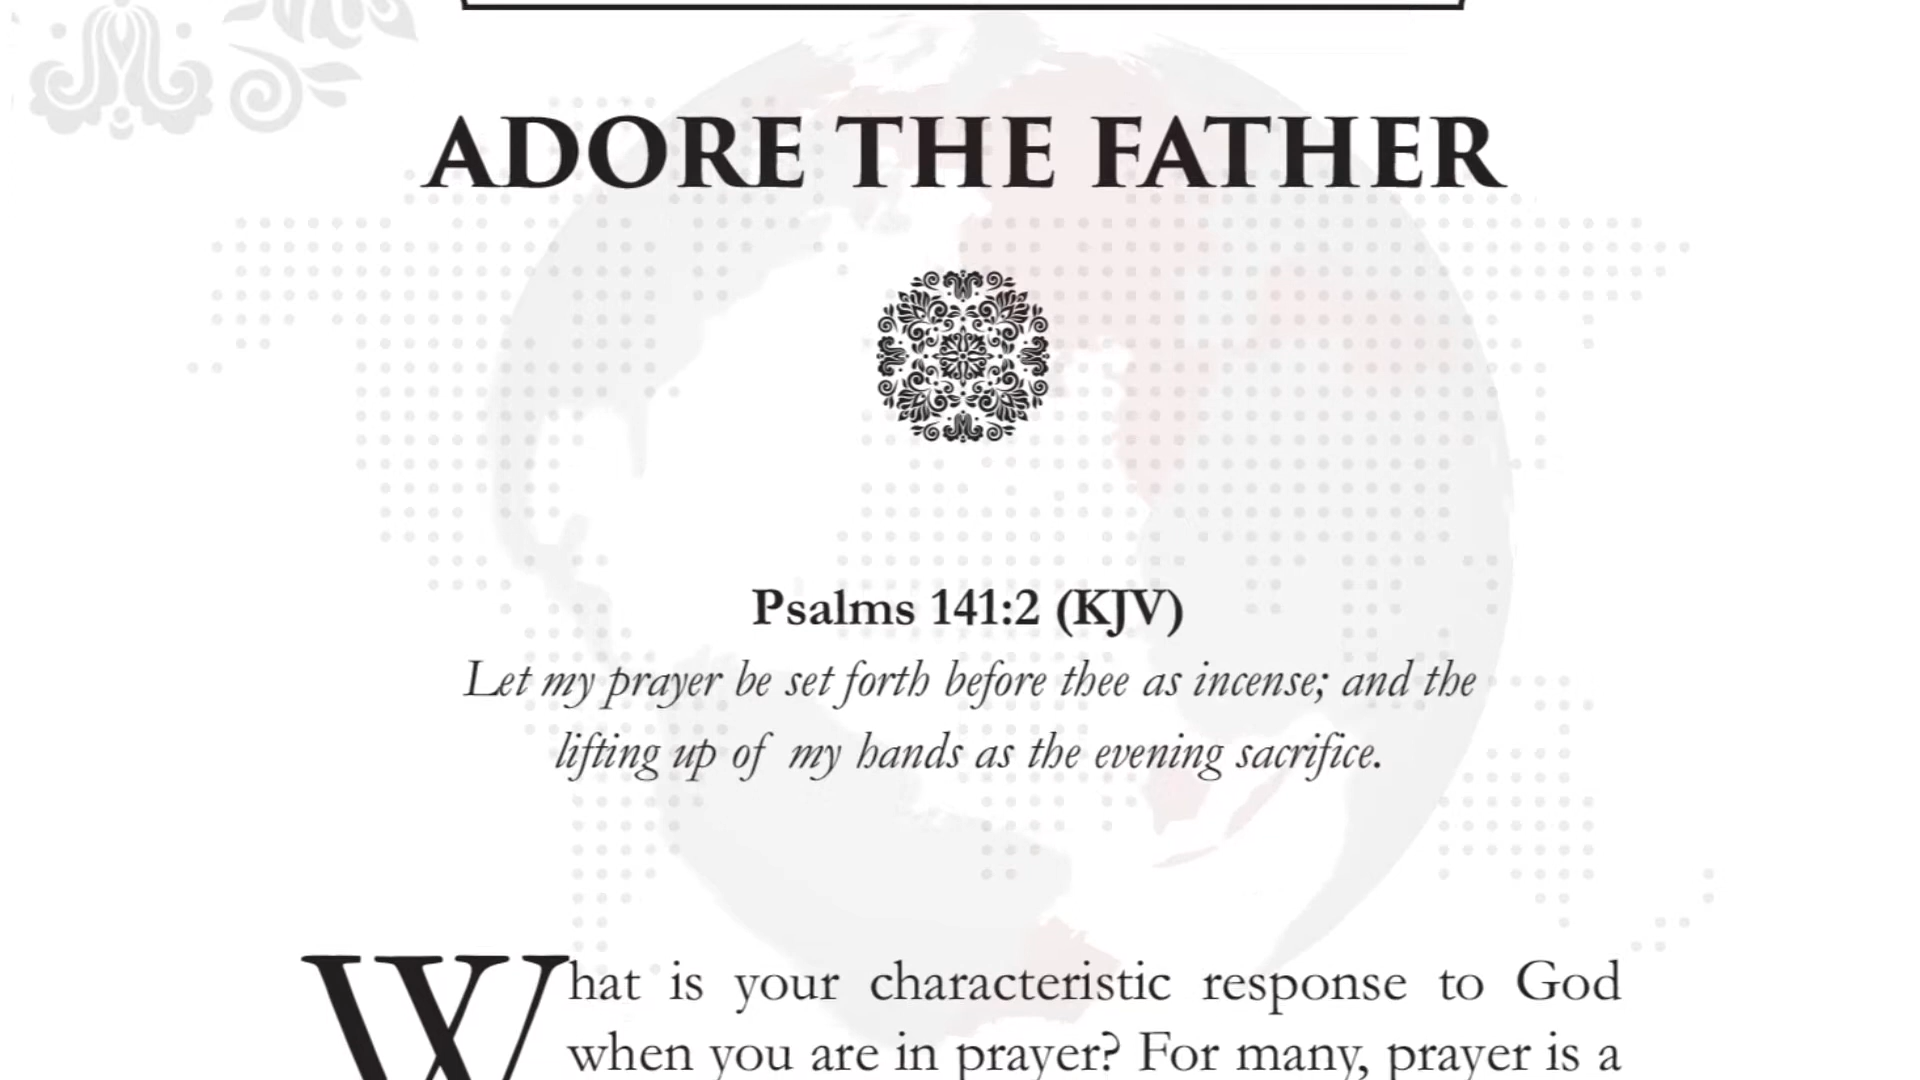 ADORE THE FATHER
Psalms 141:2 (KJV)
Let my prayer be set forth before thee as incense; and the
lifting up of my hands as the evening sacrifice.
What is your characteristic response to God
when you are in prayer? For many, prayer is a